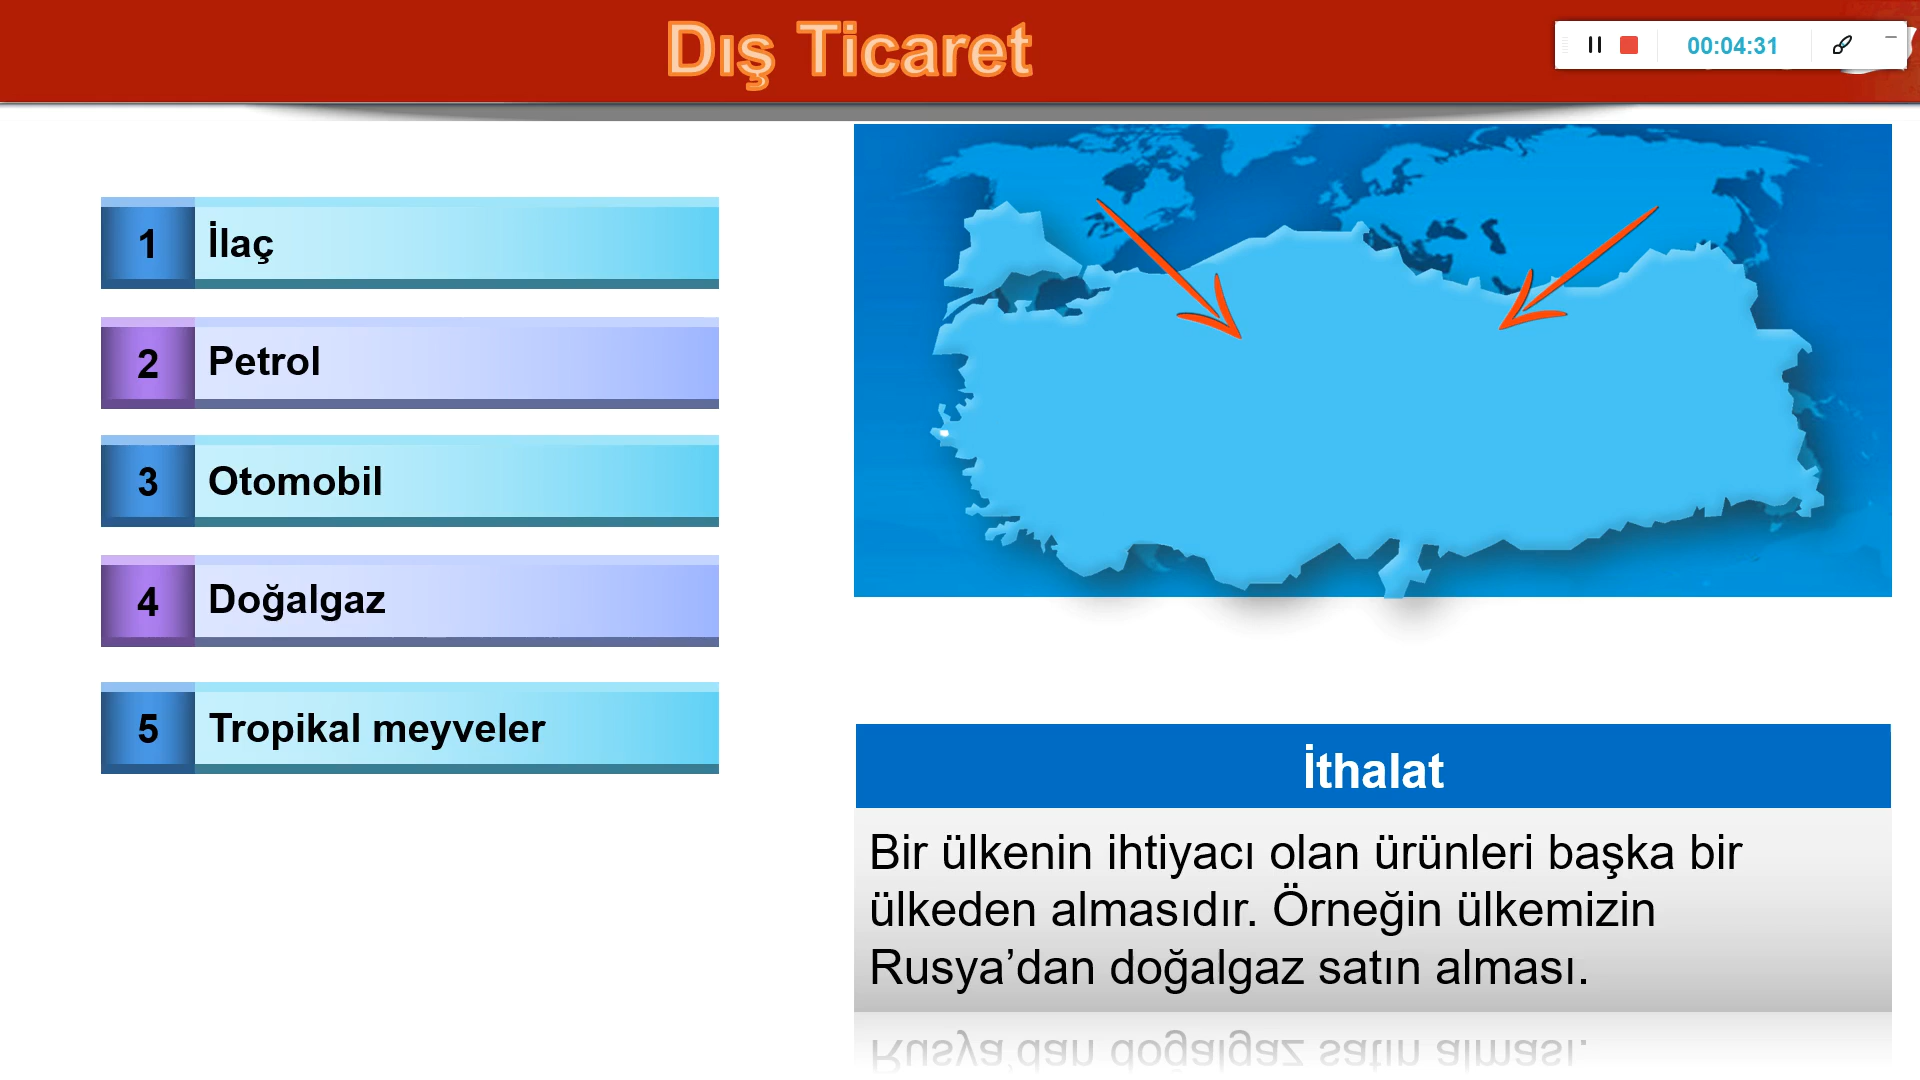 Dış Ticaret
00:04:31
1 İlaç
2 Petrol
3 Otomobil
4 Doğalgaz
5 Tropikal meyveler
İthalat
Bir ülkenin ihtiyacı olan ürünleri başka bir
ülkeden almasıdır. Örneğin ülkemizin
Rusya’dan doğalgaz satın alması.